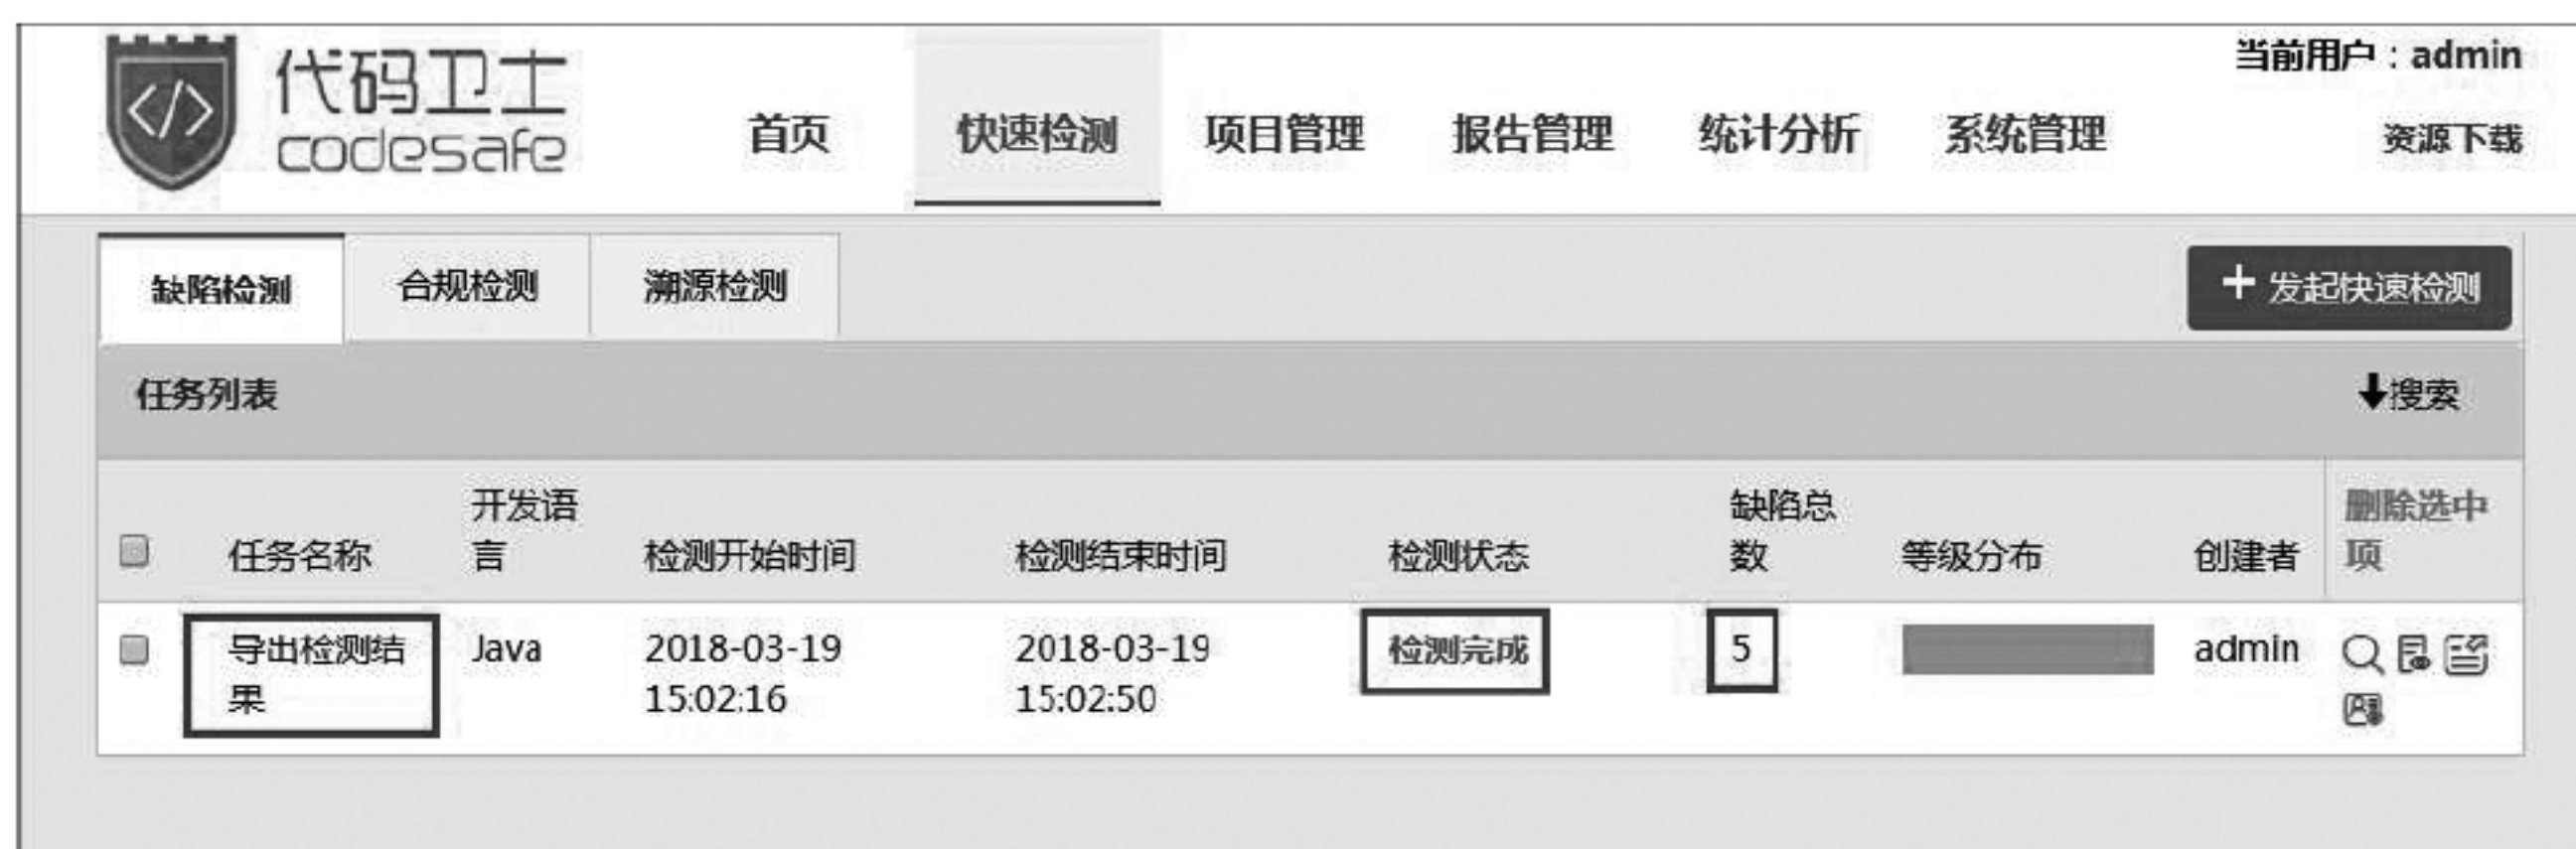 当前用户：admin
代码卫士
codesafe
首页 快速检测 项目管理 报告管理 统计分析 系统管理 资源下载
缺陷检测 合规检测 溯源检测 + 发起快速检测
任务列表 搜索
任务名称 开发语言 检测开始时间 检测结束时间 检测状态 缺陷总数 等级分布 创建者 删除选中项
导出检测结果 Java 2018-03-19 15:02:16 2018-03-19 15:02:50 检测完成 5 admin